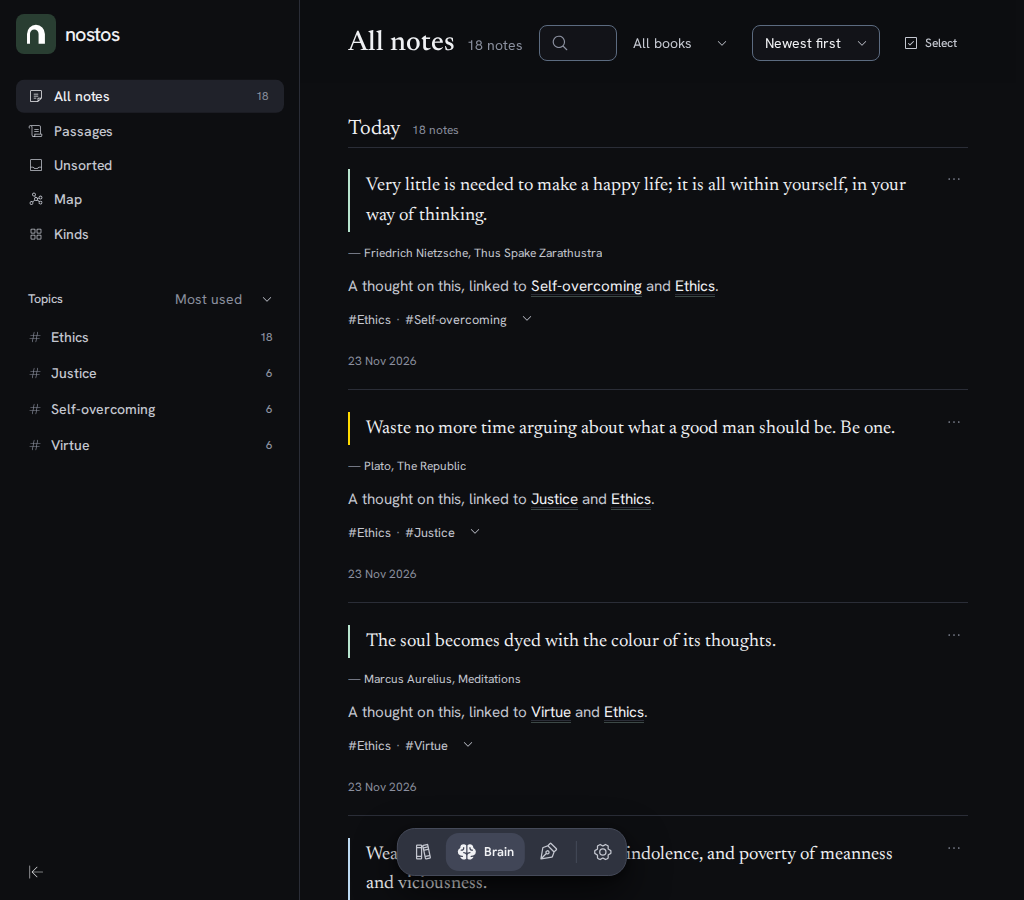 nostos
All notes 18
Passages
Unsorted
Map
Kinds
Topics Most used
# Ethics 18
# Justice 6
# Self-overcoming 6
# Virtue 6
All notes 18 notes All books Newest first Select
Today 18 notes
Very little is needed to make a happy life; it is all within yourself, in your
way of thinking.
— Friedrich Nietzsche, Thus Spake Zarathustra
A thought on this, linked to Self-overcoming and Ethics.
#Ethics · #Self-overcoming
23 Nov 2026
Waste no more time arguing about what a good man should be. Be one.
— Plato, The Republic
A thought on this, linked to Justice and Ethics.
#Ethics · #Justice
23 Nov 2026
The soul becomes dyed with the colour of its thoughts.
— Marcus Aurelius, Meditations
A thought on this, linked to Virtue and Ethics.
#Ethics · #Virtue
23 Nov 2026
indolence, and poverty of meanness
and viciousness.
Brain